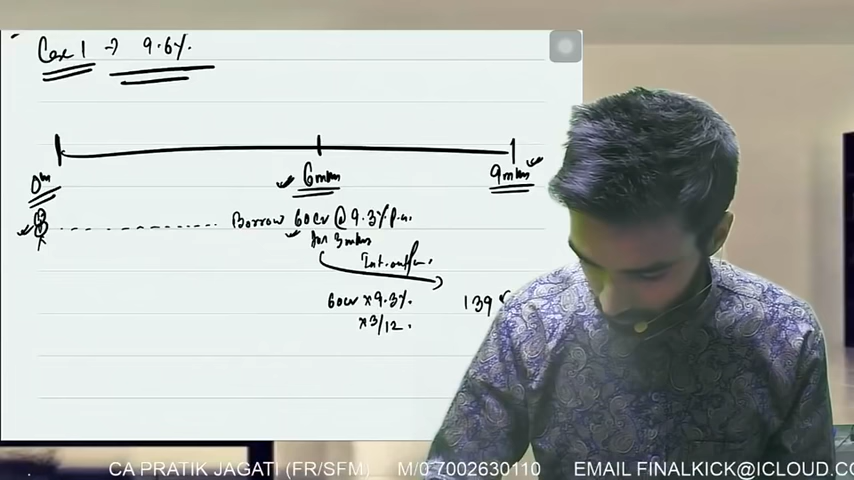 Case 1 → 9.6%.
0m
6mths
9mths
Borrow 60cr @ 9.3% p.a.
for 3mths
Int. outflow.
60cr x 9.3%.
x 3/12.
139
CA PRATIK JAGATI (FR/SFM) M/0 7002630110 EMAIL FINALKICK@ICLOUD.CO